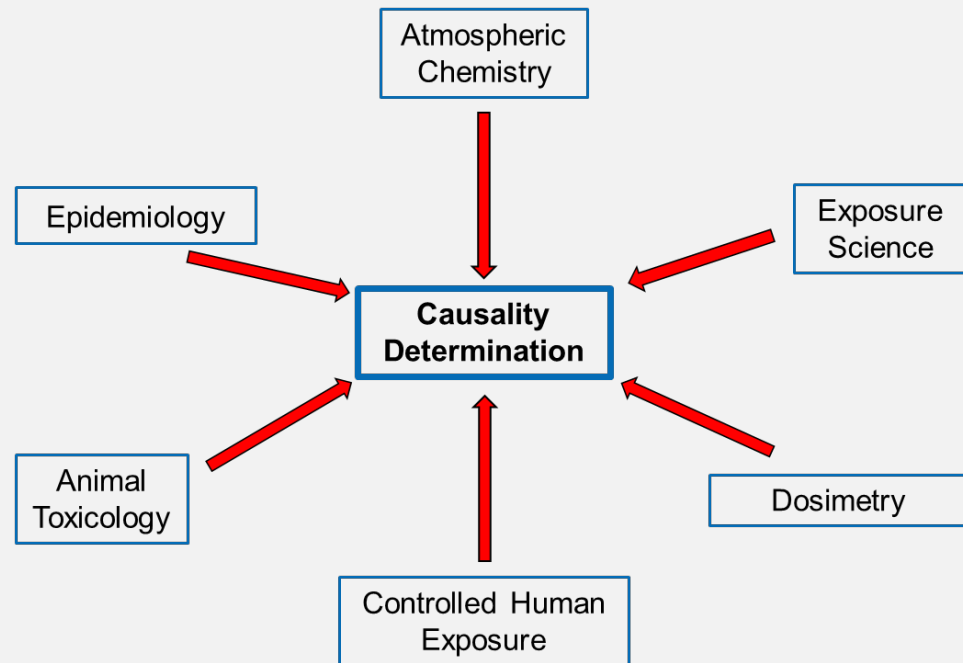 Atmospheric
Chemistry
Epidemiology
Exposure
Science
Causality
Determination
Animal
Toxicology
Dosimetry
Controlled Human
Exposure